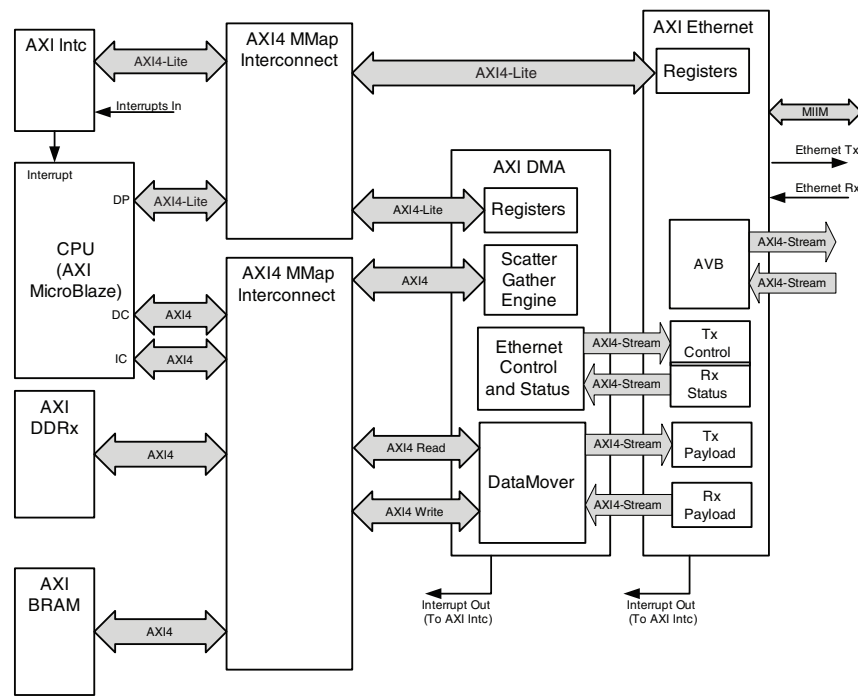 AXI Intc
AXI4-Lite
AXI4 MMap
Interconnect
AXI4-Lite
AXI Ethernet
Registers
Interrupts In
MIIM
Ethernet Tx
Ethernet Rx
Interrupt
DP
AXI4-Lite
CPU
(AXI
MicroBlaze)
DC
AXI4
IC
AXI4
AXI DMA
AXI4-Lite
Registers
AXI4 MMap
Interconnect
AXI4
Scatter
Gather
Engine
AVB
AXI4-Stream
AXI4-Stream
Ethernet
Control
and Status
AXI4-Stream
AXI4-Stream
Tx
Control
Rx
Status
AXI
DDRx
AXI4
AXI4 Read
AXI4 Write
DataMover
AXI4-Stream
AXI4-Stream
Tx
Payload
Rx
Payload
AXI
BRAM
AXI4
Interrupt Out
(To AXI Intc)
Interrupt Out
(To AXI Intc)